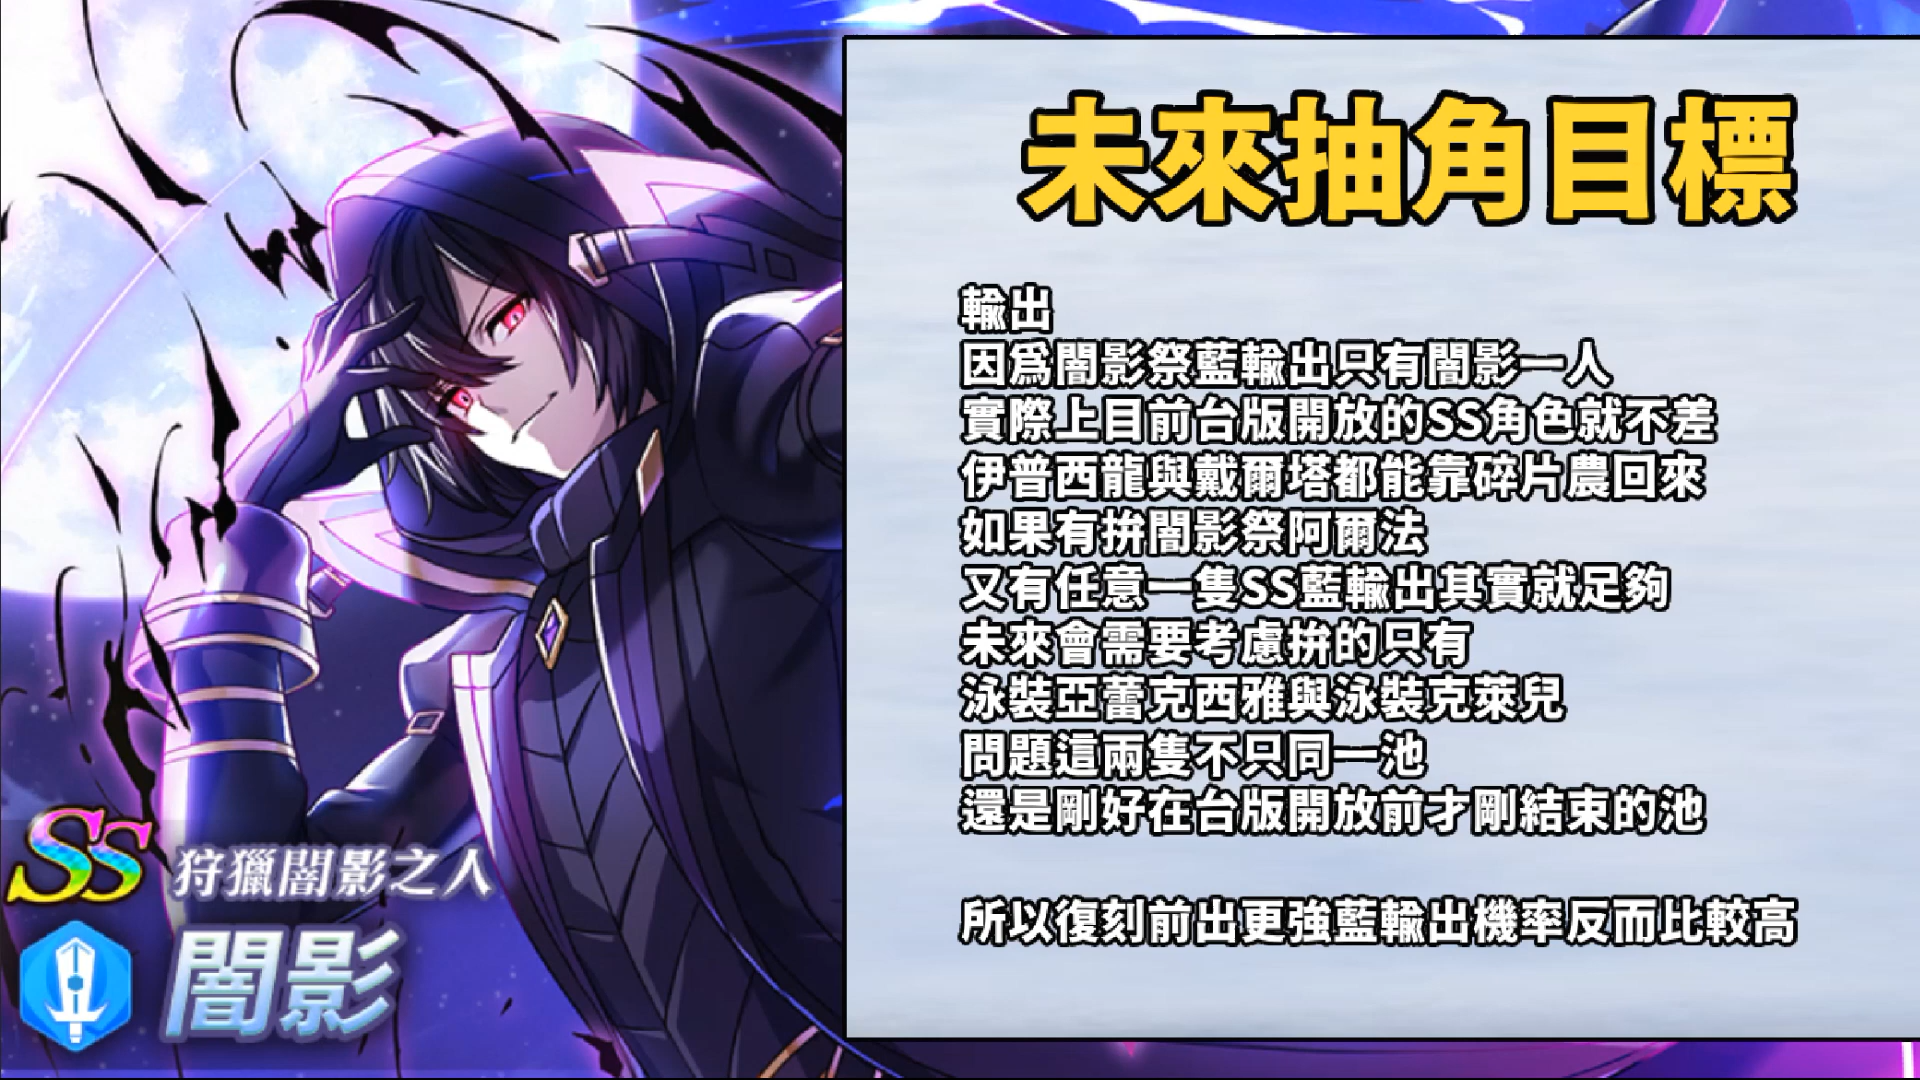 未來抽角目標
輸出
因為闇影祭藍輸出只有闇影一人
實際上目前台版開放的SS角色就不差
伊普西龍與戴爾塔都能靠碎片農回來
如果有拚闇影祭阿爾法
又有任意一隻SS藍輸出其實就足夠
未來會需要考慮拚的只有
泳裝亞蕾克西雅與泳裝克萊兒
問題這兩隻不只同一池
還是剛好在台版開放前才剛結束的池
所以復刻前出更強藍輸出機率反而比較高
SS 狩獵闇影之人
闇影